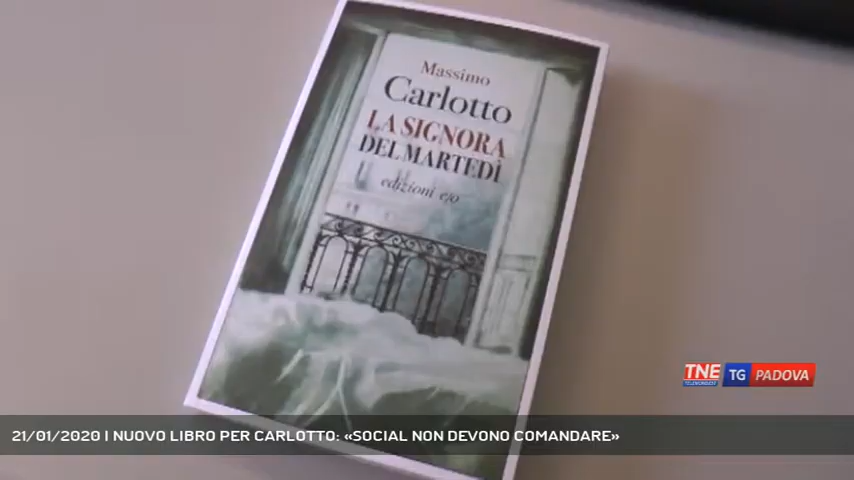 Massimo
Carlotto
LA SIGNORA
DEL MARTEDÌ
edizioni e/o
TNE
TELENORDEST
TG PADOVA
21/01/2020 | NUOVO LIBRO PER CARLOTTO: «SOCIAL NON DEVONO COMANDARE»